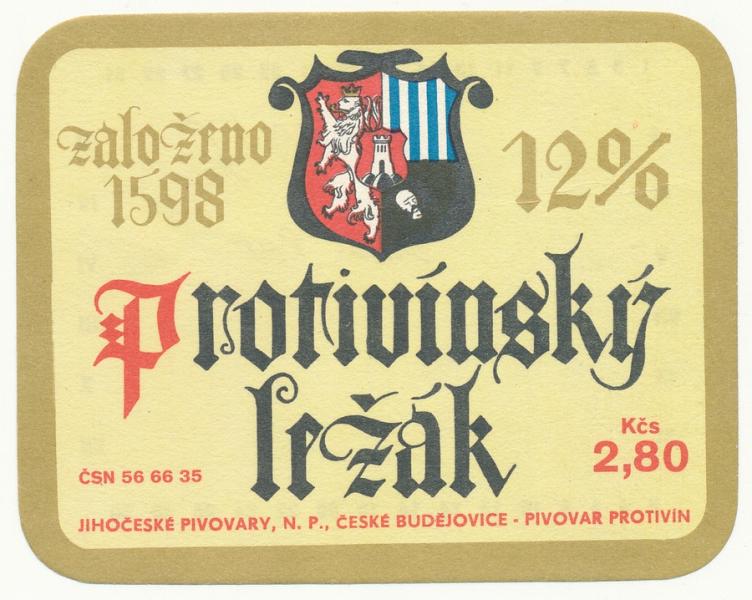 založeno
1598
12%
Protivínský
ležák
Kčs
2,80
ČSN 56 66 35
JIHOČESKÉ PIVOVARY, N. P., ČESKÉ BUDĚJOVICE - PIVOVAR PROTIVÍN